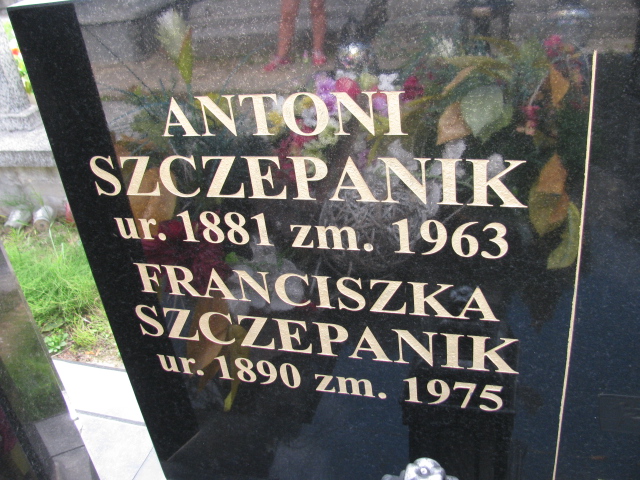 ANTONI
SZCZEPANIK
ur. 1881 zm. 1963
FRANCISZKA
SZCZEPANIK
ur. 1890 zm. 1975